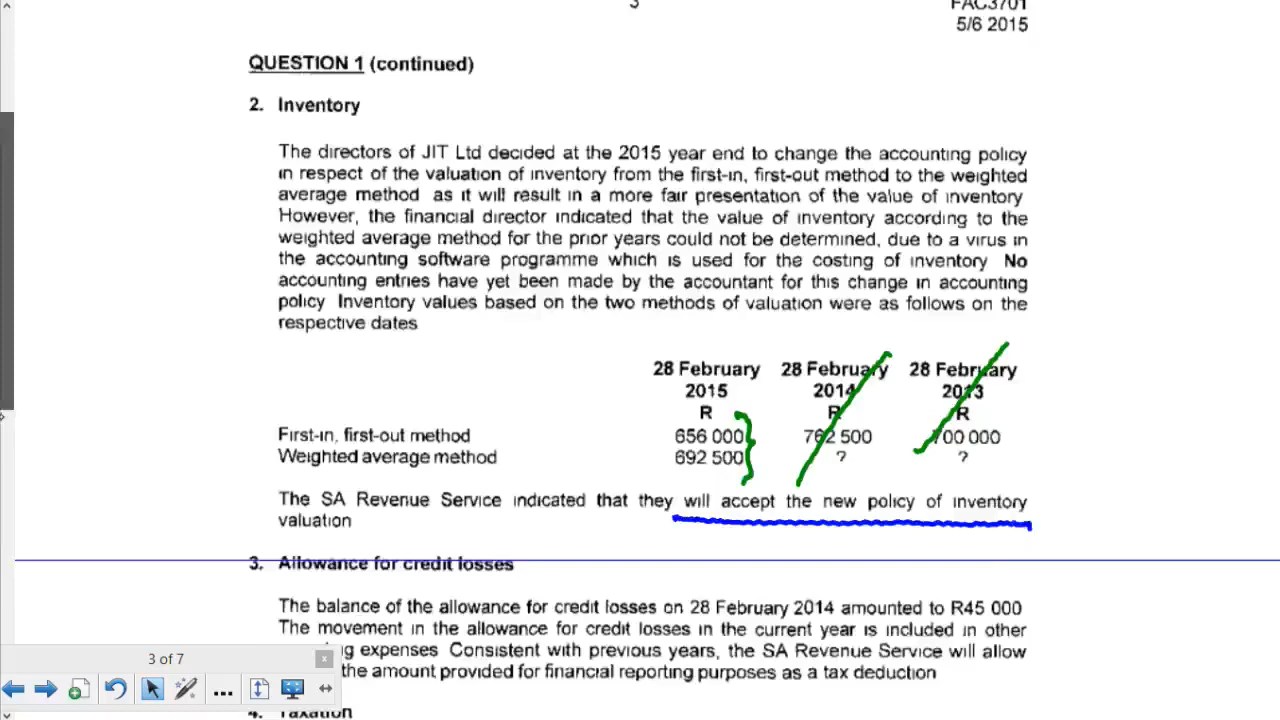 3
FAC3701
5/6 2015
QUESTION 1 (continued)
2. Inventory
The directors of JIT Ltd decided at the 2015 year end to change the accounting policy
in respect of the valuation of inventory from the first-in, first-out method to the weighted
average method as it will result in a more fair presentation of the value of inventory
However, the financial director indicated that the value of inventory according to the
weighted average method for the prior years could not be determined, due to a virus in
the accounting software programme which is used for the costing of inventory No
accounting entries have yet been made by the accountant for this change in accounting
policy Inventory values based on the two methods of valuation were as follows on the
respective dates
28 February 28 February 28 February
2015 2014 2013
R R R
First-in, first-out method 656 000 762 500 700 000
Weighted average method 692 500 ? ?
The SA Revenue Service indicated that they will accept the new policy of inventory
valuation
3. Allowance for credit losses
The balance of the allowance for credit losses on 28 February 2014 amounted to R45 000
The movement in the allowance for credit losses in the current year is included in other
expenses Consistent with previous years, the SA Revenue Service will allow
the amount provided for financial reporting purposes as a tax deduction
3 of 7
4. Taxation